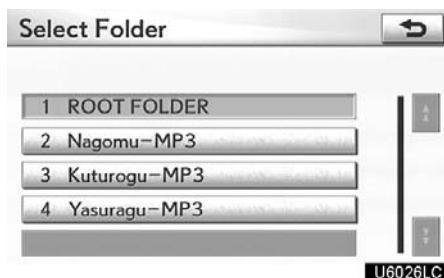 Select Folder
1 ROOT FOLDER
2 Nagomu-MP3
3 Kuturogu-MP3
4 Yasuragu-MP3
U6026LC